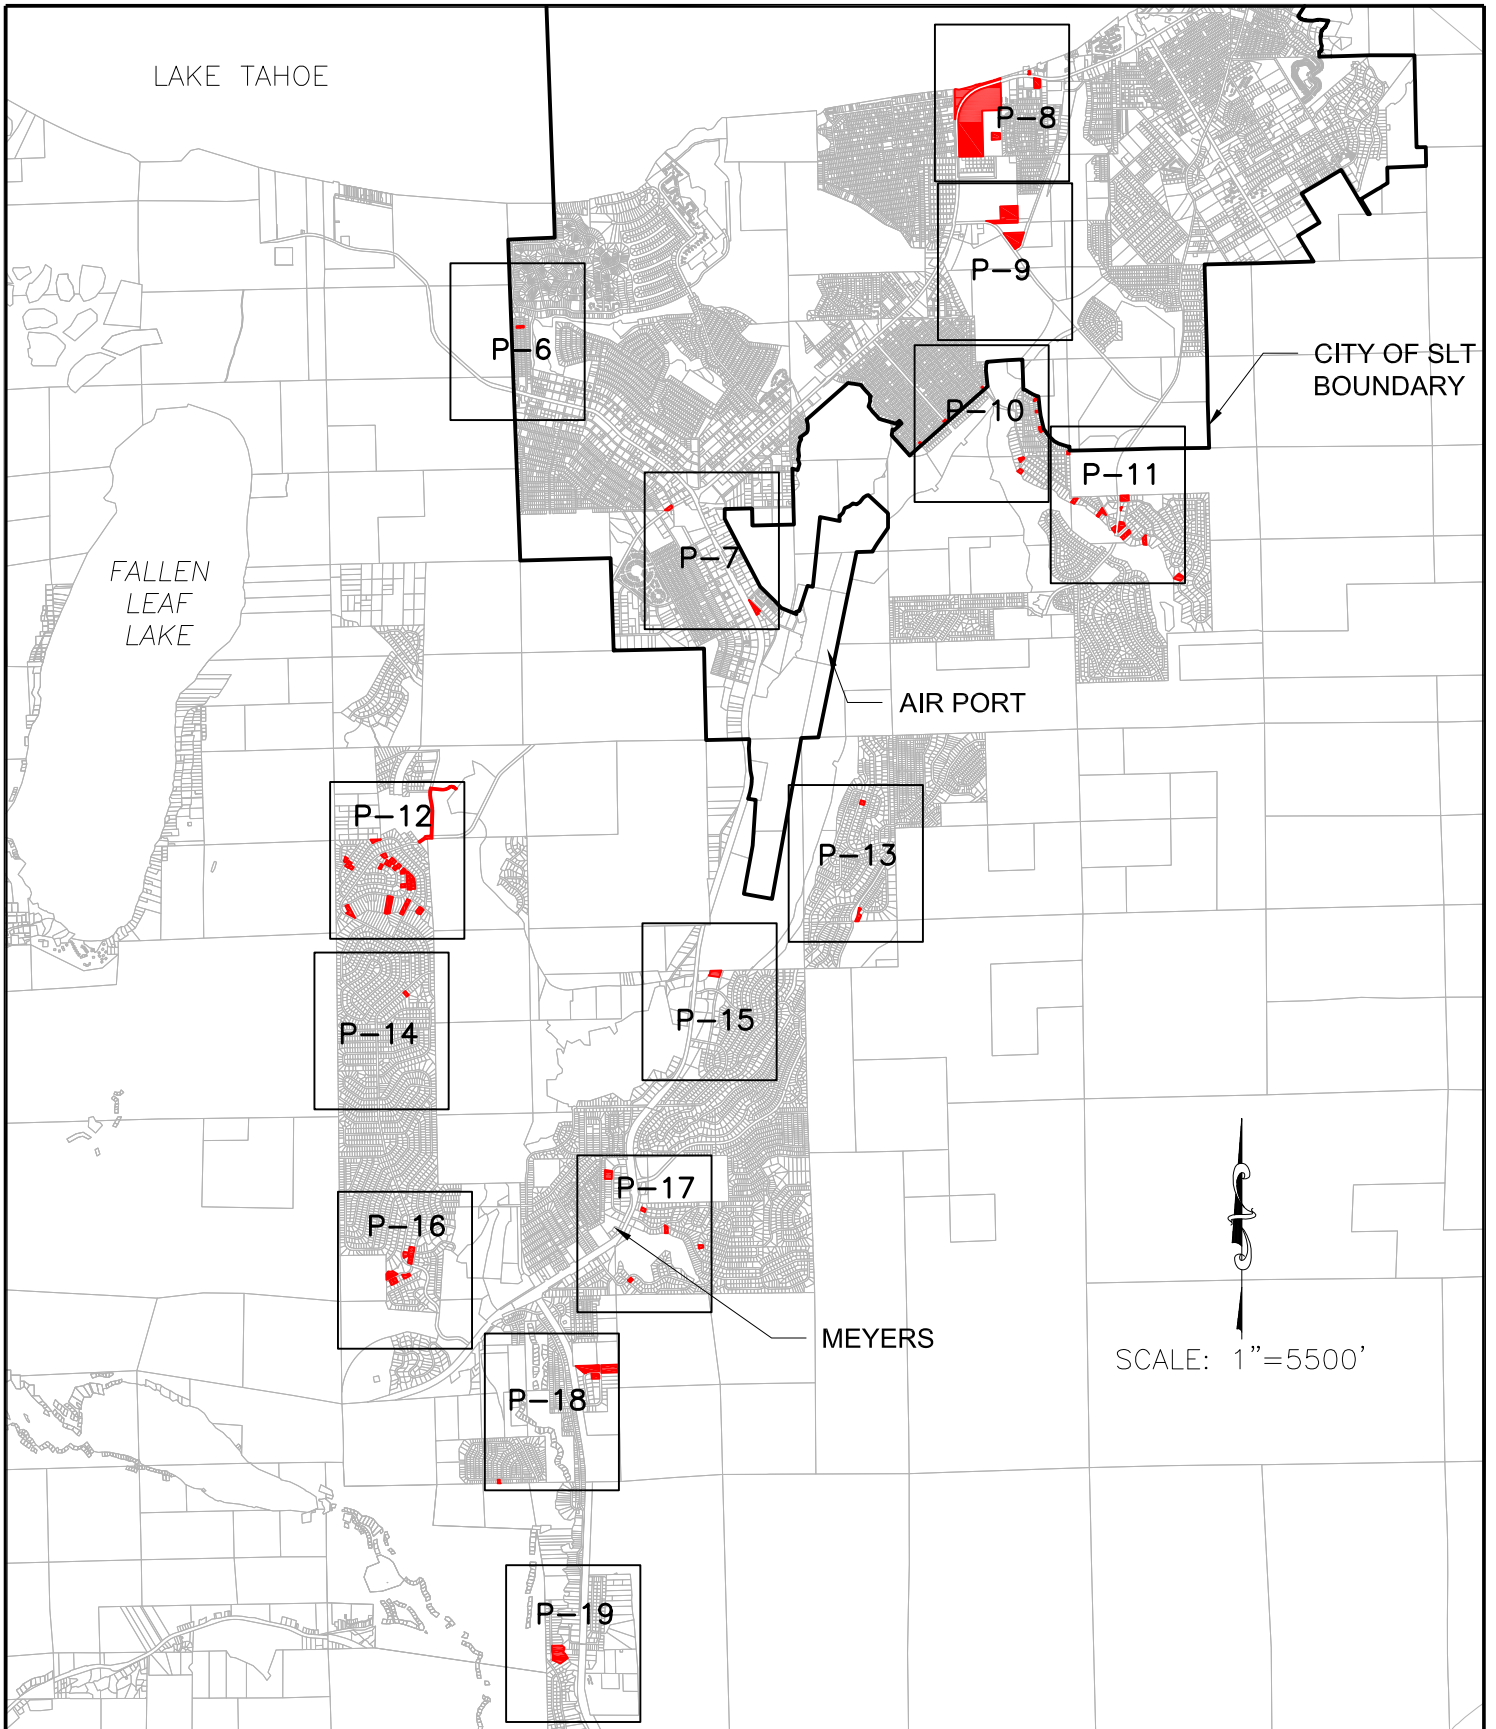 LAKE TAHOE
P-8
P-9
P-6
CITY OF SLT
BOUNDARY
P-10
P-11
P-7
FALLEN
LEAF
LAKE
AIR PORT
P-12
P-13
P-15
P-14
P-17
P-16
MEYERS
SCALE: 1"=5500'
P-18
P-19